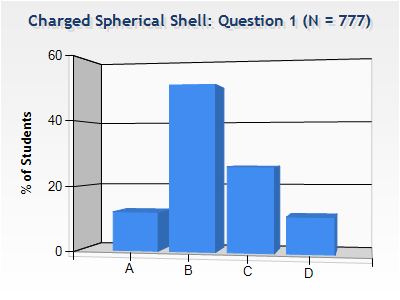 Charged Spherical Shell: Question 1 (N = 777)
% of Students
60
40
20
0
A B C D